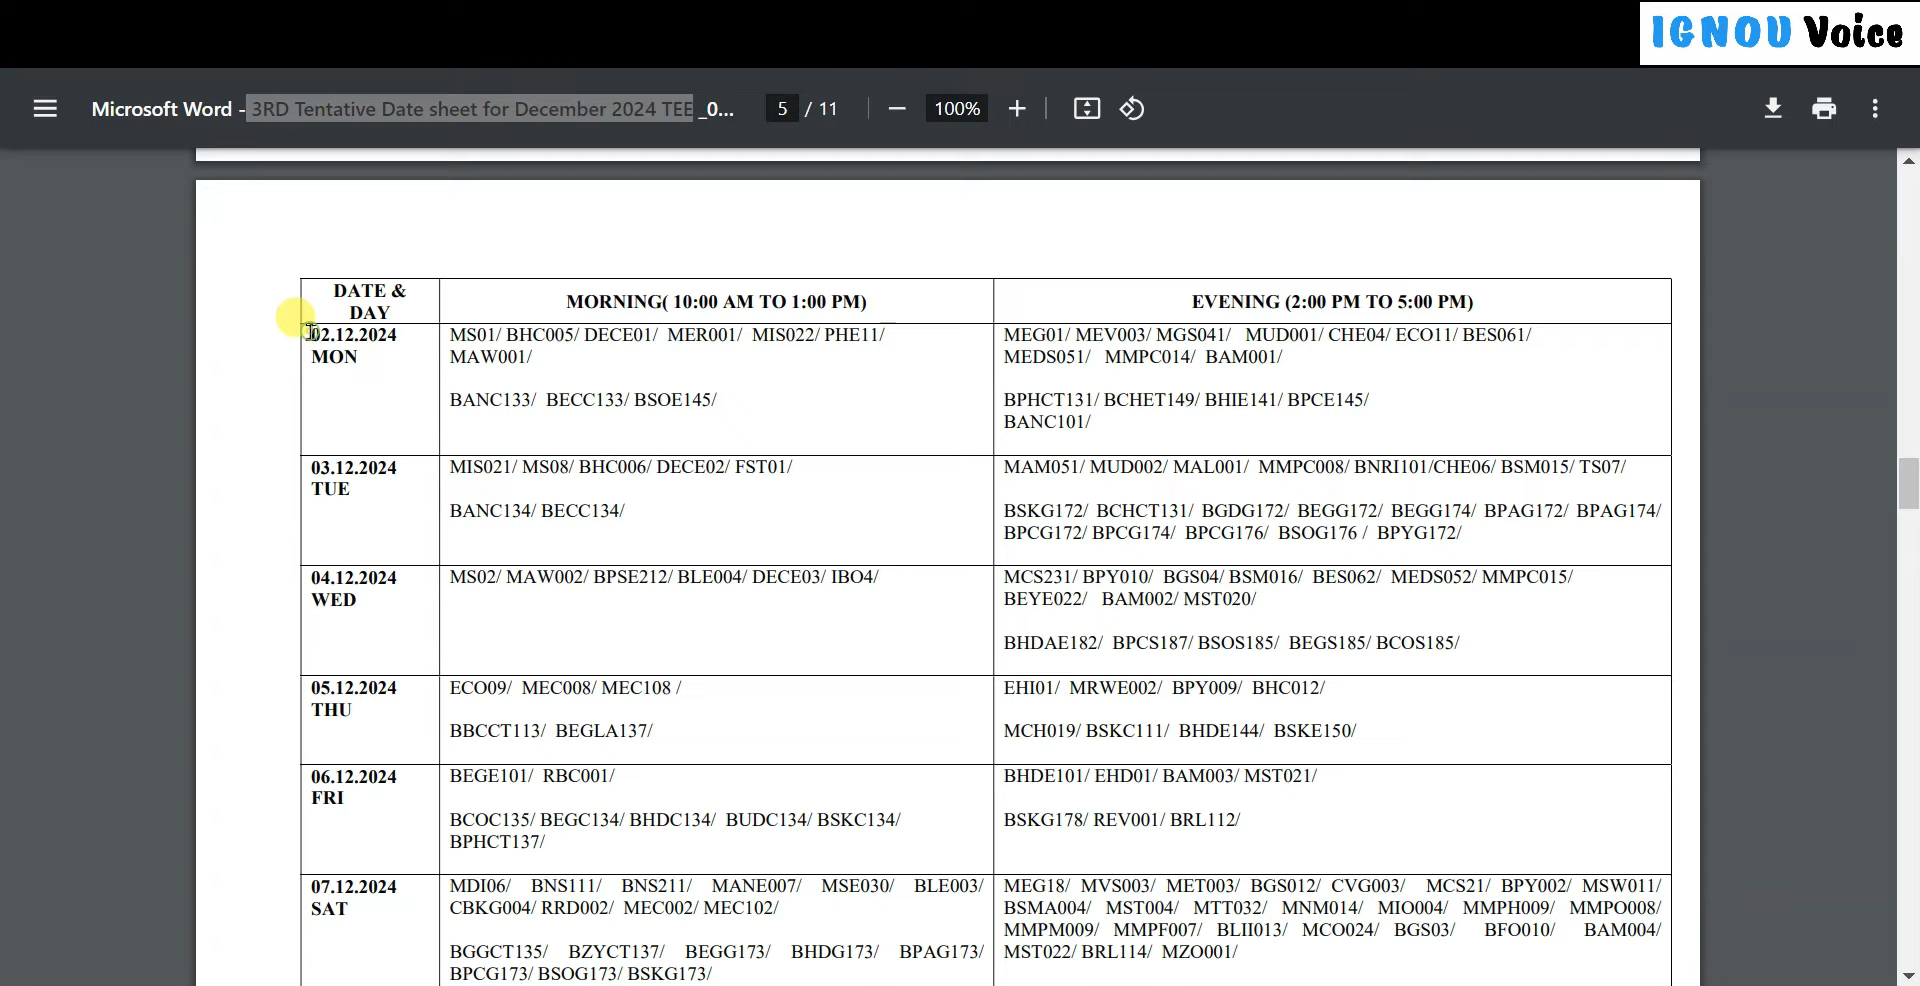 IGNOU Voice
Microsoft Word - 3RD Tentative Date sheet for December 2024 TEE _0... 5 / 11 100%
DATE & DAY MORNING( 10:00 AM TO 1:00 PM) EVENING (2:00 PM TO 5:00 PM)
02.12.2024
MON
MS01/ BHC005/ DECE01/ MER001/ MIS022/ PHE11/
MAW001/
BANC133/ BECC133/ BSOE145/
MEG01/ MEV003/ MGS041/ MUD001/ CHE04/ ECO11/ BES061/
MEDS051/ MMPC014/ BAM001/
BPHCT131/ BCHET149/ BHIE141/ BPCE145/
BANC101/
03.12.2024
TUE
MIS021/ MS08/ BHC006/ DECE02/ FST01/
BANC134/ BECC134/
MAM051/ MUD002/ MAL001/ MMPC008/ BNRI101/CHE06/ BSM015/ TS07/
BSKG172/ BCHCT131/ BGDG172/ BEGG172/ BEGG174/ BPAG172/ BPAG174/
BPCG172/ BPCG174/ BPCG176/ BSOG176 / BPYG172/
04.12.2024
WED
MS02/ MAW002/ BPSE212/ BLE004/ DECE03/ IBO4/
MCS231/ BPY010/ BGS04/ BSM016/ BES062/ MEDS052/ MMPC015/
BEYE022/ BAM002/ MST020/
BHDAE182/ BPCS187/ BSOS185/ BEGS185/ BCOS185/
05.12.2024
THU
ECO09/ MEC008/ MEC108 /
BBCCT113/ BEGLA137/
EHI01/ MRWE002/ BPY009/ BHC012/
MCH019/ BSKC111/ BHDE144/ BSKE150/
06.12.2024
FRI
BEGE101/ RBC001/
BCOC135/ BEGC134/ BHDC134/ BUDC134/ BSKC134/
BPHCT137/
BHDE101/ EHD01/ BAM003/ MST021/
BSKG178/ REV001/ BRL112/
07.12.2024
SAT
MDI06/ BNS111/ BNS211/ MANE007/ MSE030/ BLE003/
CBKG004/ RRD002/ MEC002/ MEC102/
BGGCT135/ BZYCT137/ BEGG173/ BHDG173/ BPAG173/
BPCG173/ BSOG173/ BSKG173/
MEG18/ MVS003/ MET003/ BGS012/ CVG003/ MCS21/ BPY002/ MSW011/
BSMA004/ MST004/ MTT032/ MNM014/ MIO004/ MMPH009/ MMPO008/
MMPM009/ MMPF007/ BLII013/ MCO024/ BGS03/ BFO010/ BAM004/
MST022/ BRL114/ MZO001/